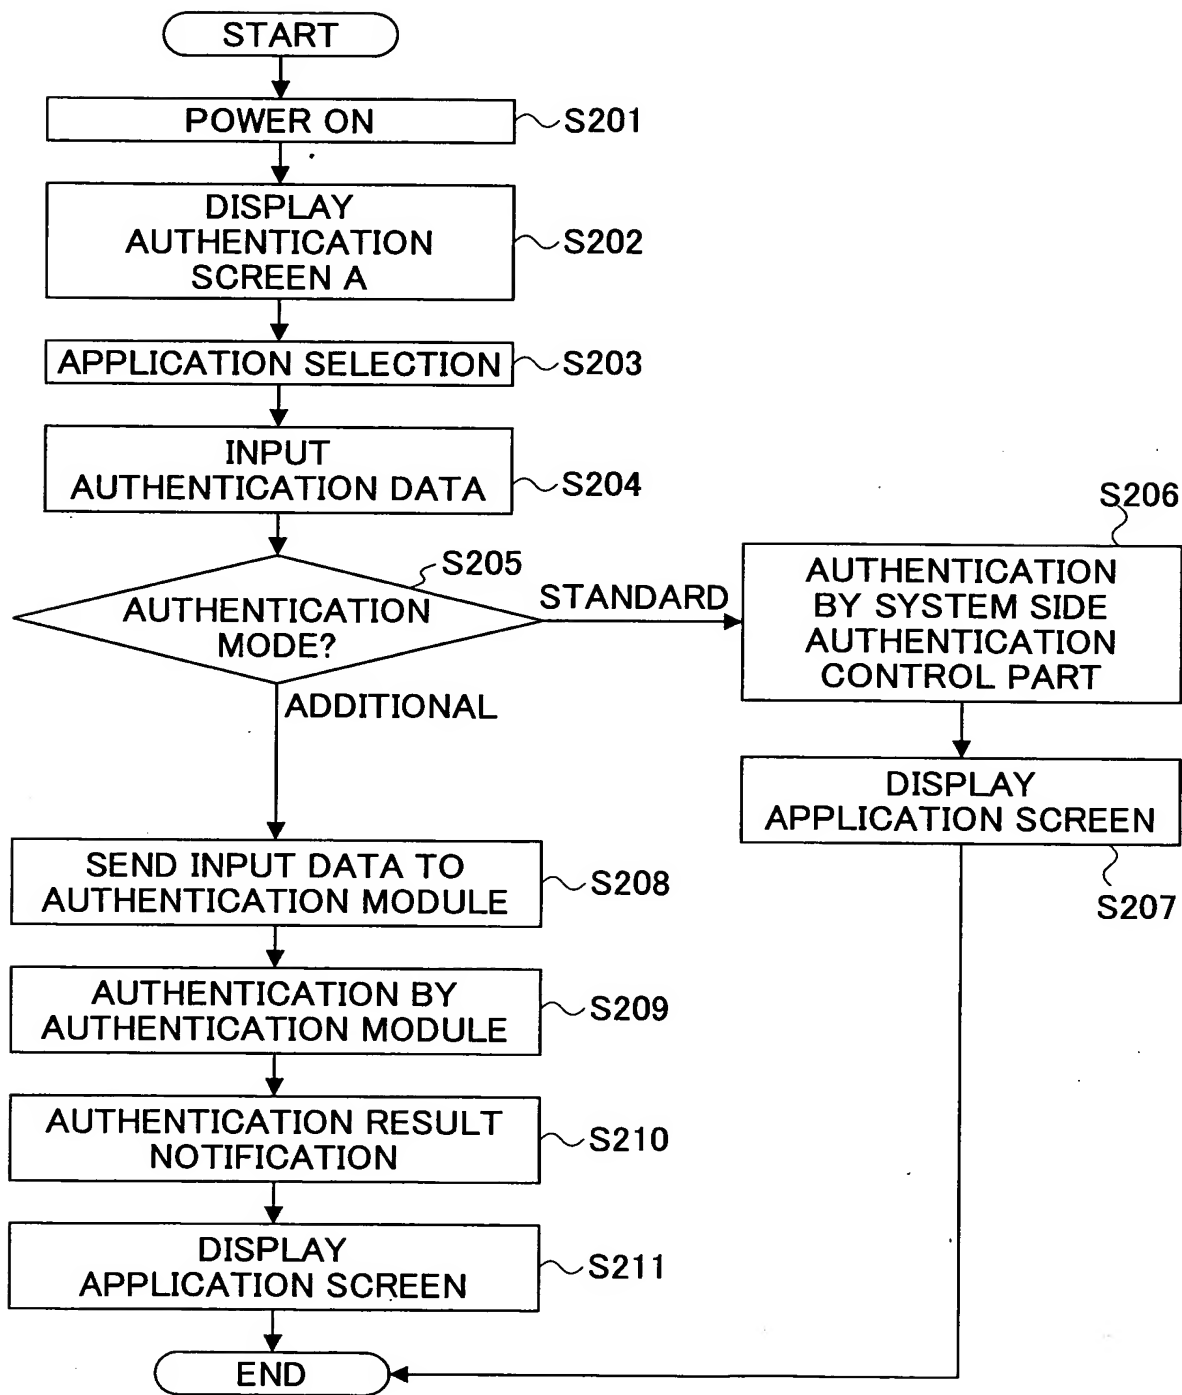 START
POWER ON
S201
DISPLAY
AUTHENTICATION
SCREEN A
S202
APPLICATION SELECTION
S203
INPUT
AUTHENTICATION DATA
S204
AUTHENTICATION
MODE?
S205
STANDARD
ADDITIONAL
S206
AUTHENTICATION
BY SYSTEM SIDE
AUTHENTICATION
CONTROL PART
DISPLAY
APPLICATION SCREEN
S207
SEND INPUT DATA TO
AUTHENTICATION MODULE
S208
AUTHENTICATION BY
AUTHENTICATION MODULE
S209
AUTHENTICATION RESULT
NOTIFICATION
S210
DISPLAY
APPLICATION SCREEN
S211
END